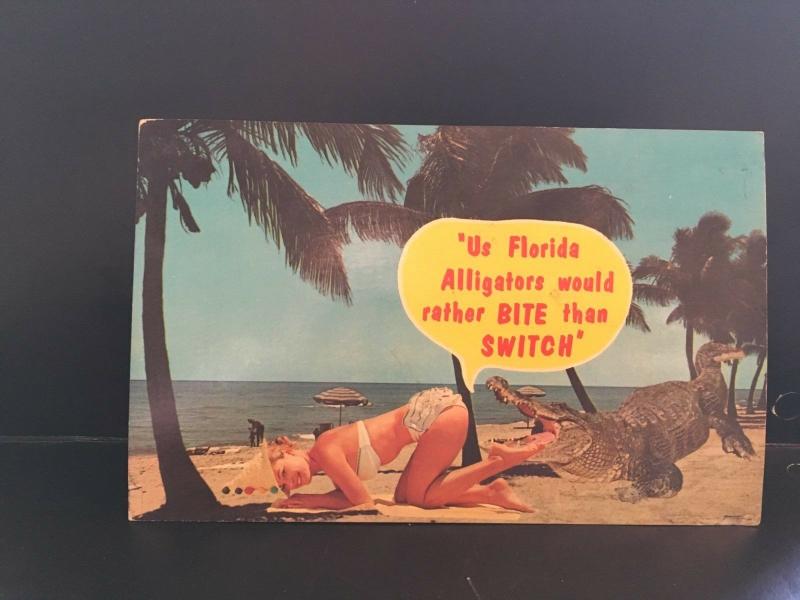 "Us Florida
Alligators would
rather BITE than
SWITCH"